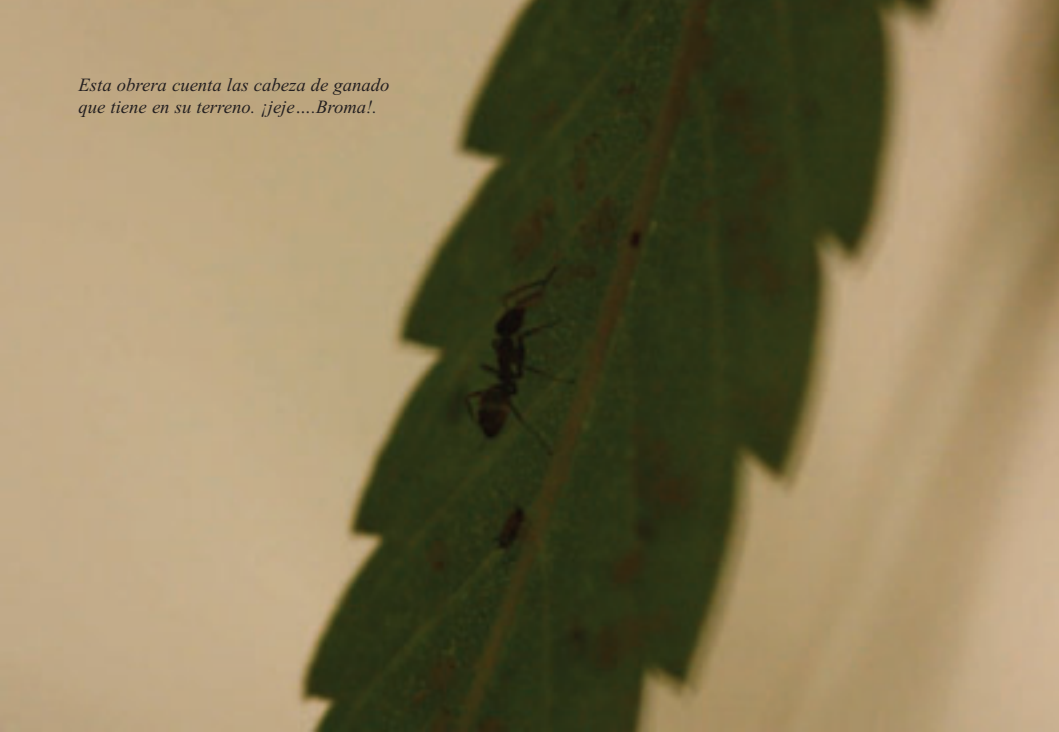 Esta obrera cuenta las cabeza de ganado
que tiene en su terreno. ¡jeje....Broma!.